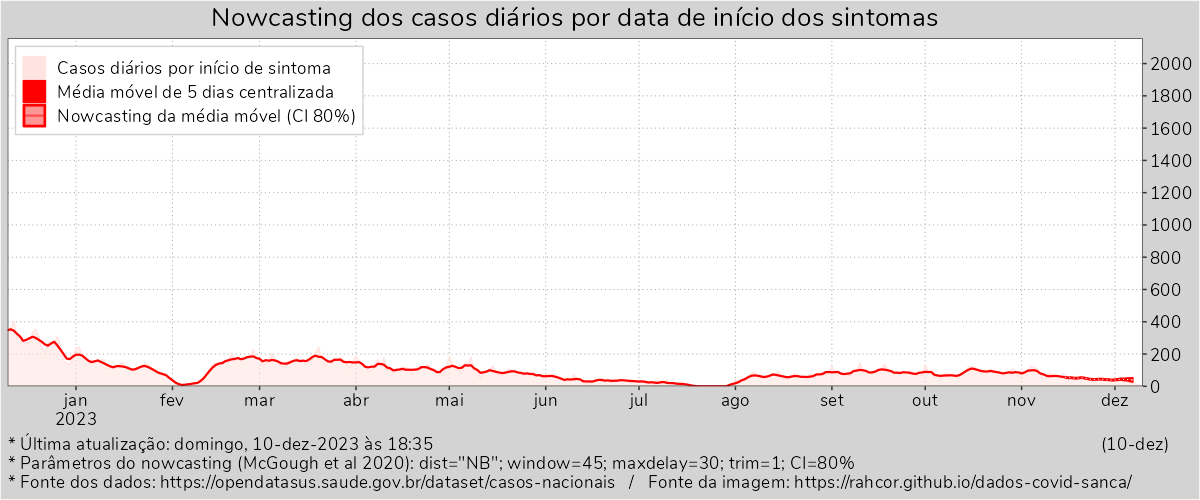 Nowcasting dos casos diários por data de início dos sintomas
Casos diários por início de sintoma
Média móvel de 5 dias centralizada
Nowcasting da média móvel (CI 80%)
2000
1800
1600
1400
1200
1000
800
600
400
200
0
jan fev mar abr mai jun jul ago set out nov dez
2023
* Última atualização: domingo, 10-dez-2023 às 18:35 (10-dez)
* Parâmetros do nowcasting (McGough et al 2020): dist="NB"; window=45; maxdelay=30; trim=1; CI=80%
* Fonte dos dados: https://opendatasus.saude.gov.br/dataset/casos-nacionais / Fonte da imagem: https://rahcor.github.io/dados-covid-sanca/